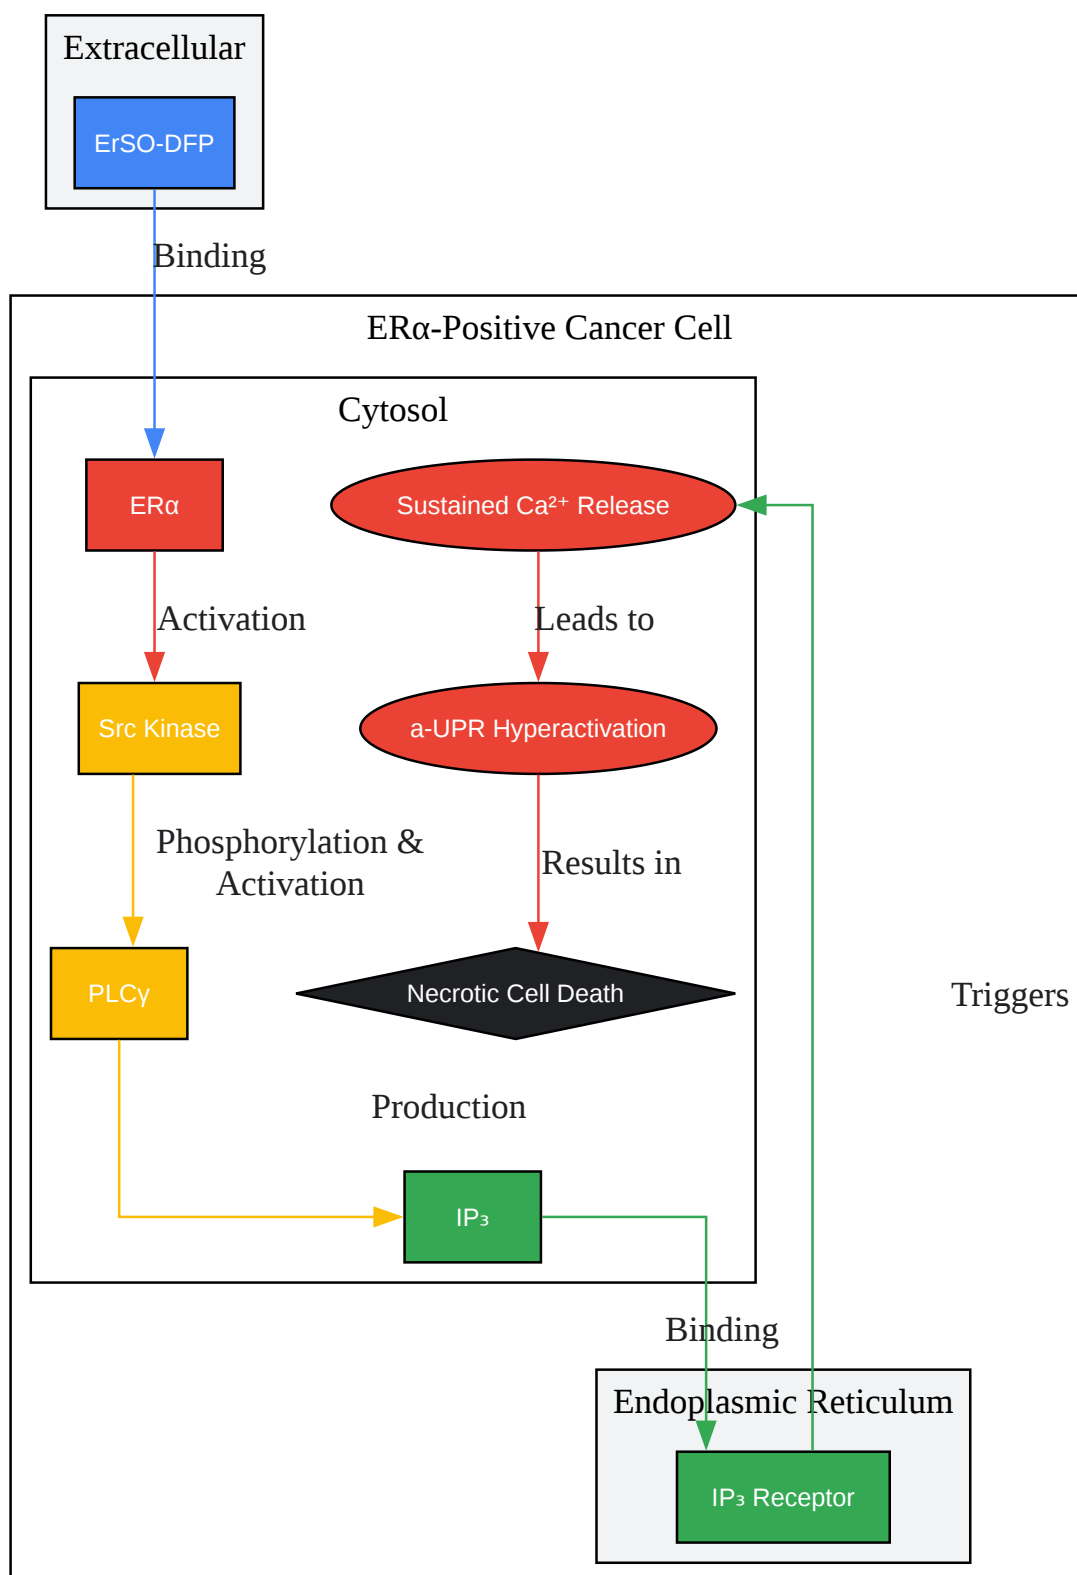 Extracellular
ErSO-DFP
Binding
ERα-Positive Cancer Cell
Cytosol
ERα
Sustained Ca²⁺ Release
Activation
Leads to
Src Kinase
a-UPR Hyperactivation
Phosphorylation &
Activation
Results in
PLCγ
Necrotic Cell Death
Triggers
Production
IP₃
Binding
Endoplasmic Reticulum
IP₃ Receptor